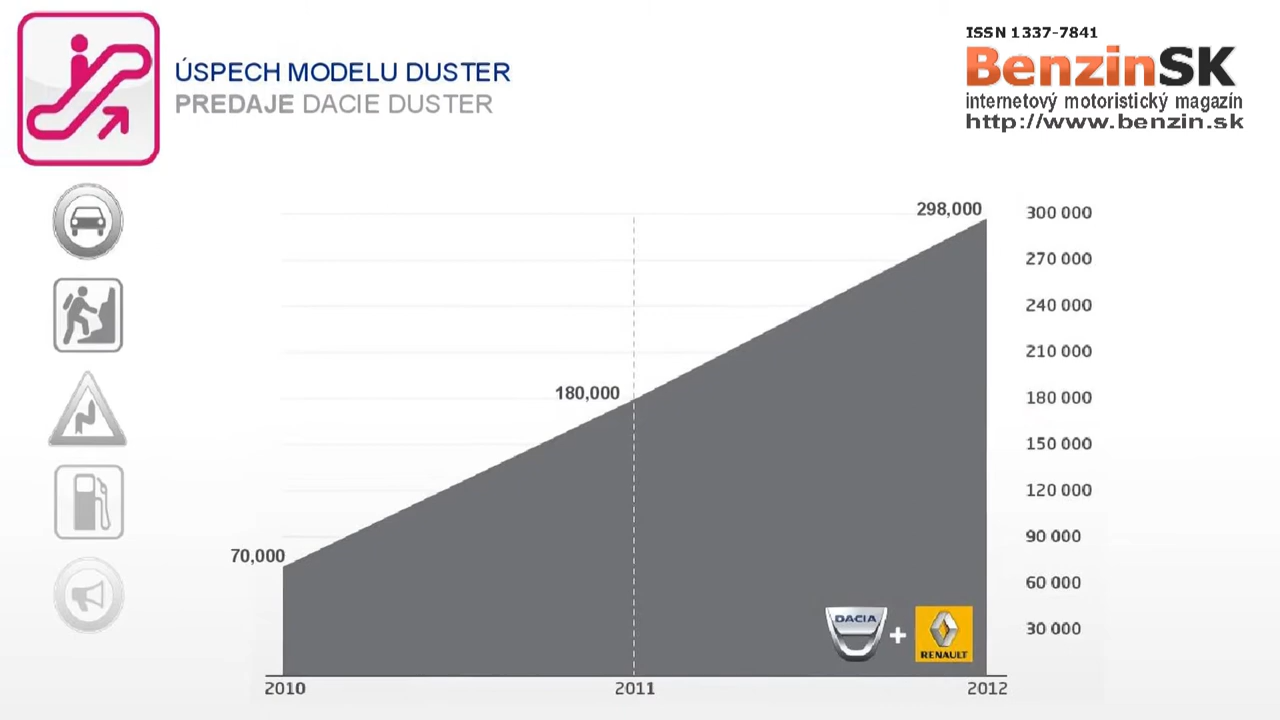 ÚSPECH MODELU DUSTER
PREDAJE DACIE DUSTER
ISSN 1337-7841
BenzinSK
internetový motoristický magazín
http://www.benzin.sk
298,000
180,000
70,000
300 000
270 000
240 000
210 000
180 000
150 000
120 000
90 000
60 000
30 000
DACIA
+
RENAULT
2010
2011
2012